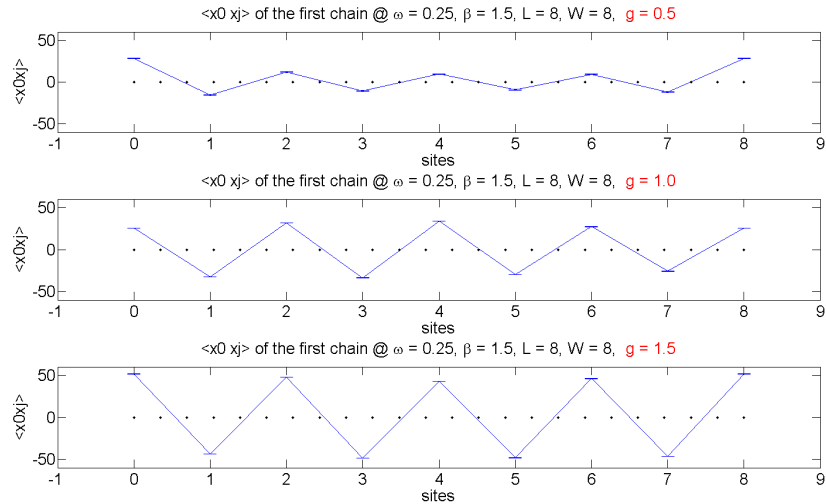 <x0 xj> of the first chain @ ω = 0.25, β = 1.5, L = 8, W = 8, g = 0.5
50
0
-50
<x0xj>
-1 0 1 2 3 4 5 6 7 8 9
sites
<x0 xj> of the first chain @ ω = 0.25, β = 1.5, L = 8, W = 8, g = 1.0
50
0
-50
<x0xj>
-1 0 1 2 3 4 5 6 7 8 9
sites
<x0 xj> of the first chain @ ω = 0.25, β = 1.5, L = 8, W = 8, g = 1.5
50
0
-50
<x0xj>
-1 0 1 2 3 4 5 6 7 8 9
sites